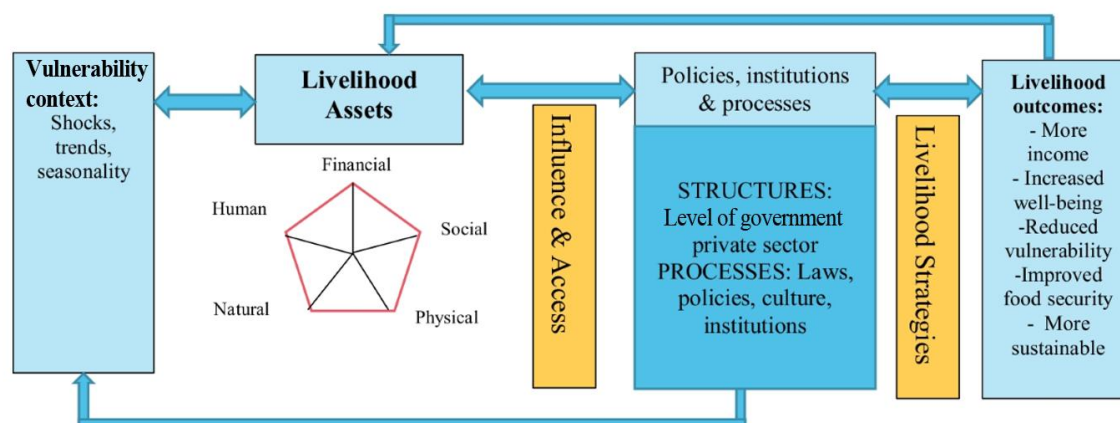 Vulnerability
context:
Shocks,
trends,
seasonality
Livelihood
Assets
Financial
Human
Social
Natural
Physical
Influence & Access
Policies, institutions
& processes
STRUCTURES:
Level of government
private sector
PROCESSES: Laws,
policies, culture,
institutions
Livelihood Strategies
Livelihood
outcomes:
- More
income
- Increased
well-being
-Reduced
vulnerability
-Improved
food security
- More
sustainable